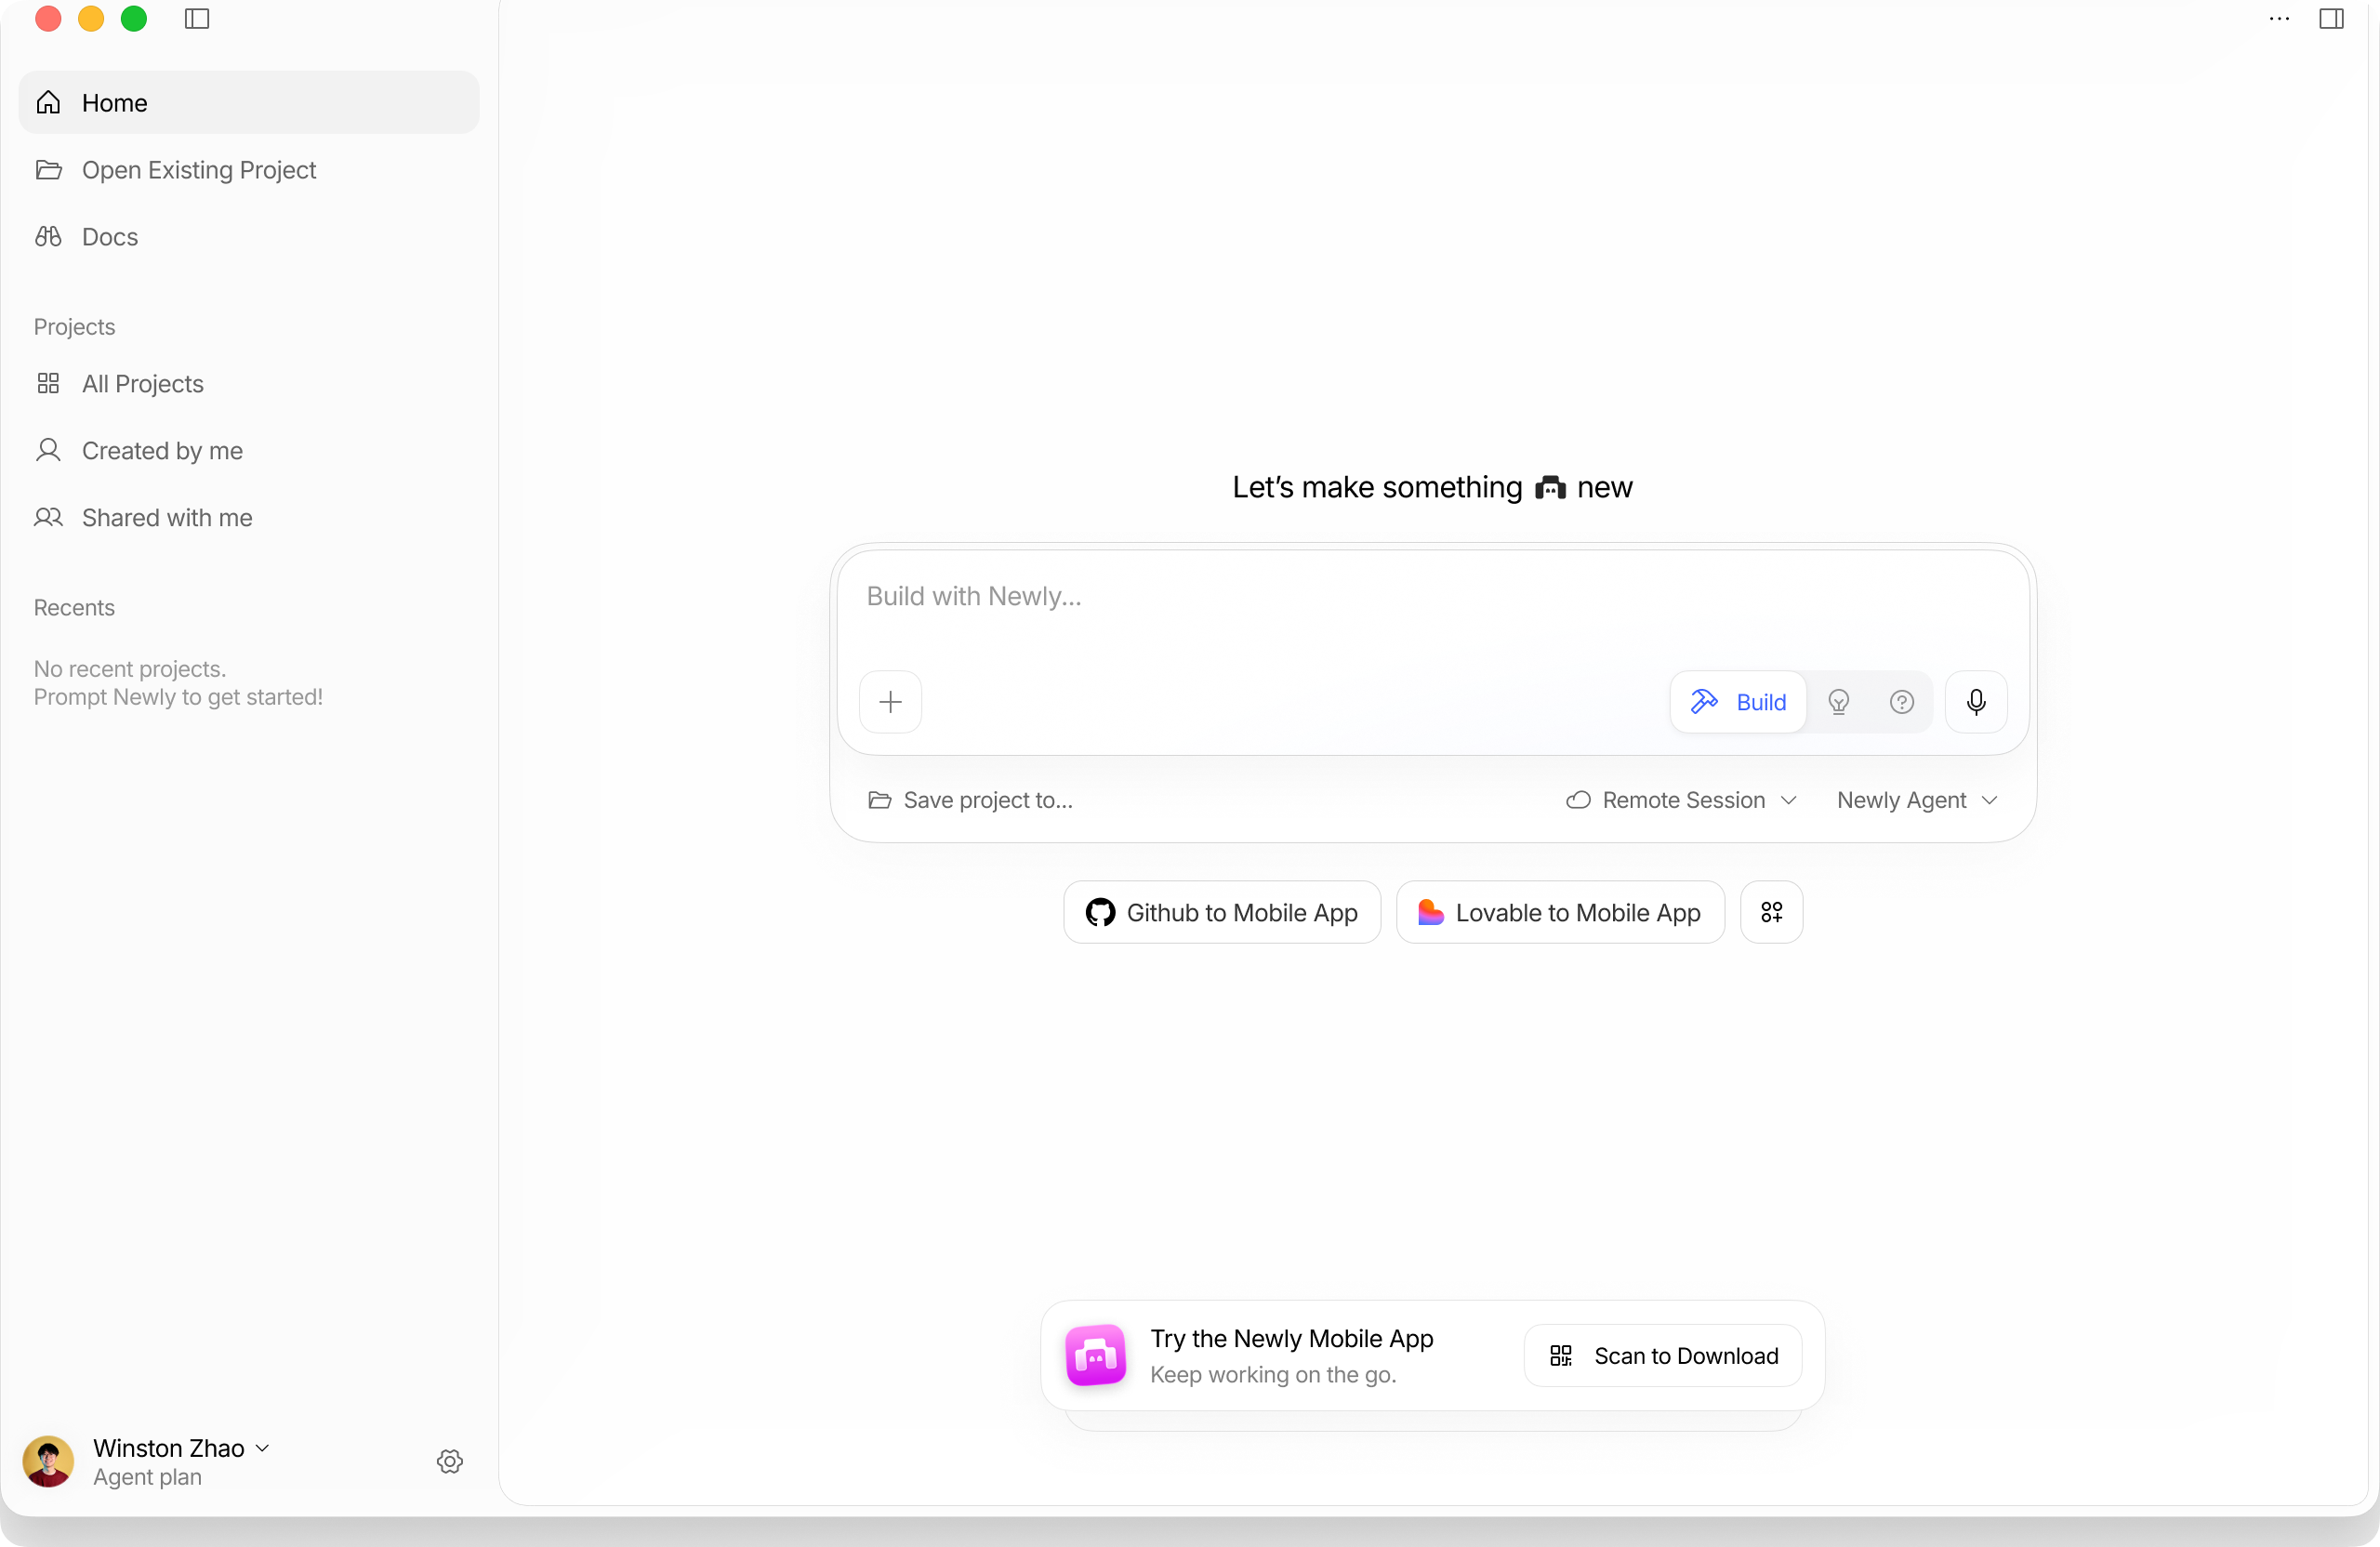 Home
Open Existing Project
Docs
Projects
All Projects
Created by me
Shared with me
Recents
No recent projects.
Prompt Newly to get started!
Winston Zhao
Agent plan
Let’s make something new
Build with Newly...
Build
Save project to...
Remote Session
Newly Agent
Github to Mobile App
Lovable to Mobile App
Try the Newly Mobile App
Keep working on the go.
Scan to Download